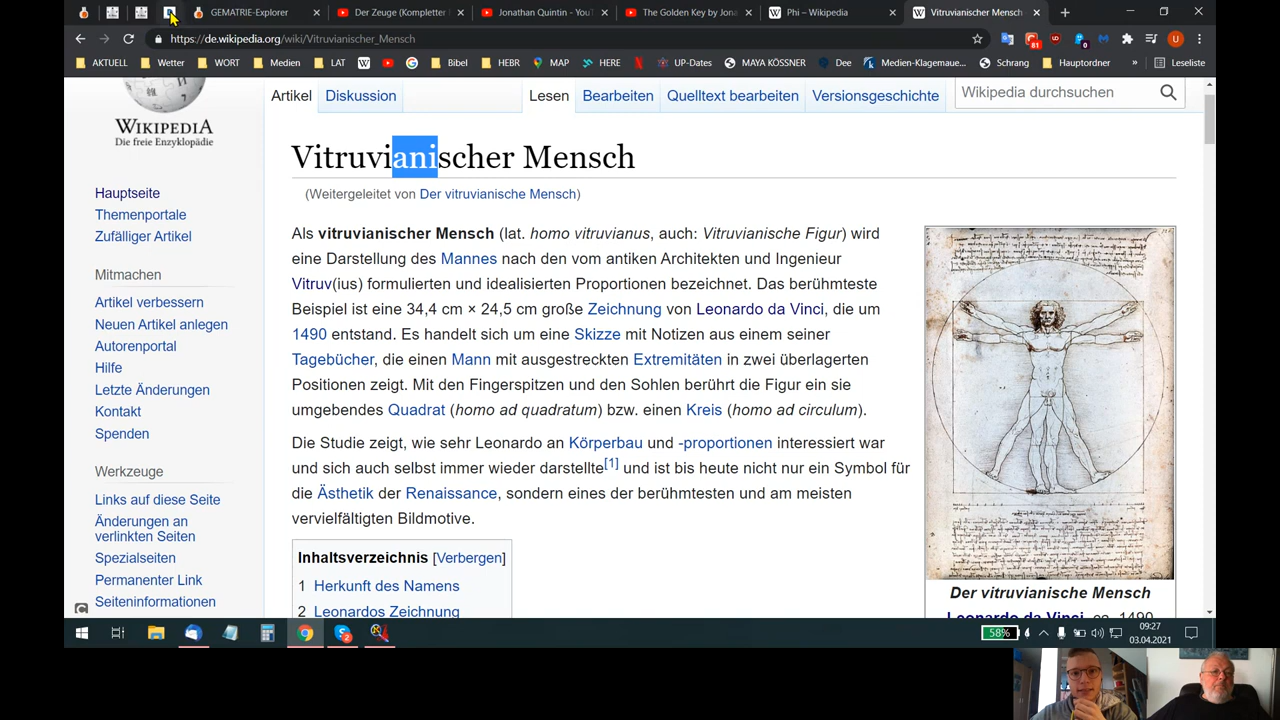 GEMATRIE-Explorer
Der Zeuge (Kompletter
Jonathan Quintin - YouT
The Golden Key by Jona
Phi – Wikipedia
Vitruvianischer Mensch
https://de.wikipedia.org/wiki/Vitruvianischer_Mensch
81
0
U
AKTUELL
Wetter
WORT
Medien
LAT
Bibel
HEBR
MAP
HERE
UP-Dates
MAYA KÖSSNER
Dee
Medien-Klagemaue...
Schrang
Hauptordner
»
Leseliste
WIKIPEDIA
Die freie Enzyklopädie
Artikel
Diskussion
Lesen
Bearbeiten
Quelltext bearbeiten
Versionsgeschichte
Wikipedia durchsuchen
Hauptseite
Themenportale
Zufälliger Artikel
Mitmachen
Artikel verbessern
Neuen Artikel anlegen
Autorenportal
Hilfe
Letzte Änderungen
Kontakt
Spenden
Werkzeuge
Links auf diese Seite
Änderungen an
verlinkten Seiten
Spezialseiten
Permanenter Link
Seiteninformationen
Vitruvianischer Mensch
(Weitergeleitet von Der vitruvianische Mensch)
Als vitruvianischer Mensch (lat. homo vitruvianus, auch: Vitruvianische Figur) wird
eine Darstellung des Mannes nach den vom antiken Architekten und Ingenieur
Vitruv(ius) formulierten und idealisierten Proportionen bezeichnet. Das berühmteste
Beispiel ist eine 34,4 cm × 24,5 cm große Zeichnung von Leonardo da Vinci, die um
1490 entstand. Es handelt sich um eine Skizze mit Notizen aus einem seiner
Tagebücher, die einen Mann mit ausgestreckten Extremitäten in zwei überlagerten
Positionen zeigt. Mit den Fingerspitzen und den Sohlen berührt die Figur ein sie
umgebendes Quadrat (homo ad quadratum) bzw. einen Kreis (homo ad circulum).
Die Studie zeigt, wie sehr Leonardo an Körperbau und -proportionen interessiert war
und sich auch selbst immer wieder darstellte[1] und ist bis heute nicht nur ein Symbol für
die Ästhetik der Renaissance, sondern eines der berühmtesten und am meisten
vervielfältigten Bildmotive.
Inhaltsverzeichnis [Verbergen]
1 Herkunft des Namens
2 Leonardos Zeichnung
Der vitruvianische Mensch
Leonardo da Vinci, ca. 1490
58%
09:27
03.04.2021